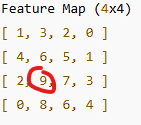 Feature Map (4x4)
[ 1, 3, 2, 0 ]
[ 4, 6, 5, 1 ]
[ 2, 9, 7, 3 ]
[ 0, 8, 6, 4 ]